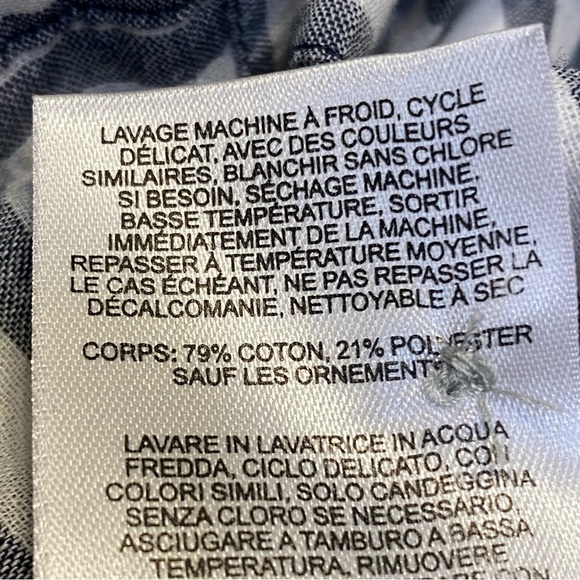 LAVAGE MACHINE À FROID, CYCLE
DÉLICAT, AVEC DES COULEURS
SIMILAIRES, BLANCHIR SANS CHLORE
SI BESOIN, SÉCHAGE MACHINE,
BASSE TEMPÉRATURE, SORTIR
IMMÉDIATEMENT DE LA MACHINE,
REPASSER À TEMPÉRATURE MOYENNE,
LE CAS ÉCHÉANT, NE PAS REPASSER LA
DÉCALCOMANIE, NETTOYABLE À SEC
CORPS: 79% COTON, 21% POLYESTER
SAUF LES ORNEMENTS
LAVARE IN LAVATRICE IN ACQUA
FREDDA, CICLO DELICATO, CON
COLORI SIMILI, SOLO CANDEGGINA
SENZA CLORO SE NECESSARIO,
ASCIUGARE A TAMBURO A BASSA
TEMPERATURA, RIMUOVERE